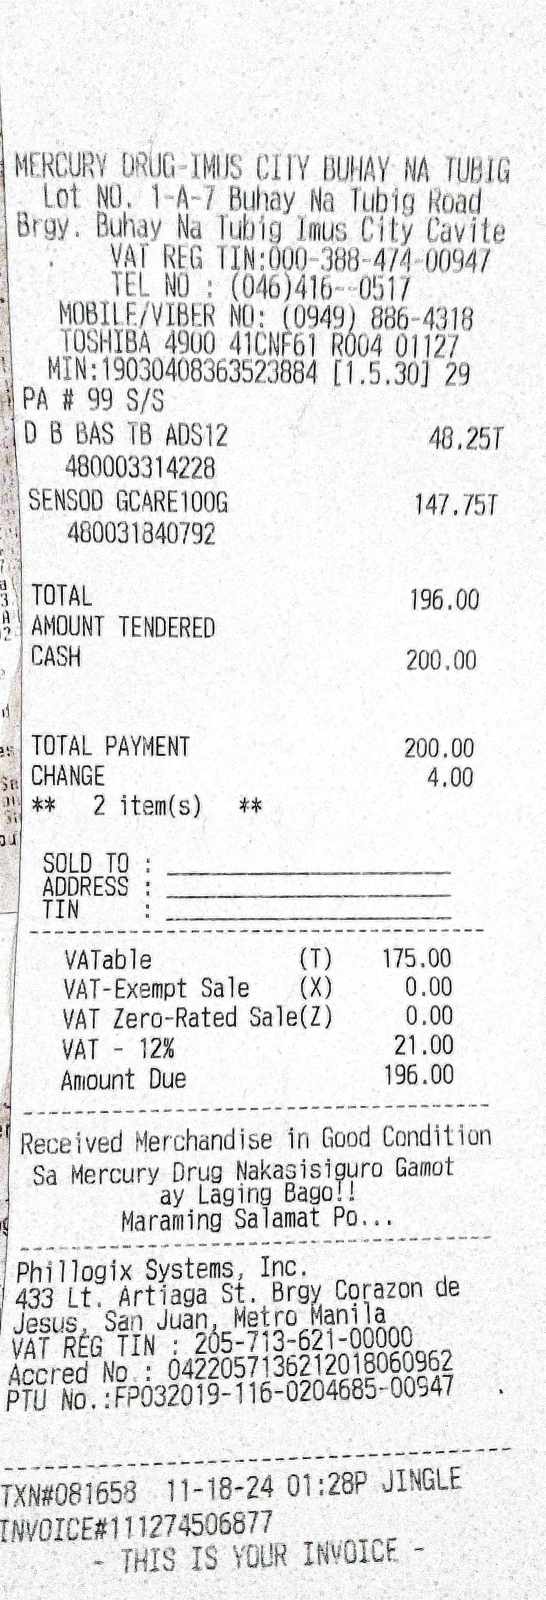 MERCURY DRUG-IMUS CITY BUHAY NA TUBIG
Lot NO. 1-A-7 Buhay Na Tubig Road
Brgy. Buhay Na Tubig Imus City Cavite
VAT REG TIN:000-388-474-00947
TEL NO : (046)416--0517
MOBILE/VIBER NO: (0949) 886-4318
TOSHIBA 4900 41CNF61 R004 01127
MIN:19030408363523884 [1.5.30] 29
PA # 99 S/S
D B BAS TB ADS12 48.25T
480003314228
SENSOD GCARE100G 147.75T
480031840792
TOTAL 196.00
AMOUNT TENDERED
CASH 200.00
TOTAL PAYMENT 200.00
CHANGE 4.00
** 2 item(s) **
SOLD TO :
ADDRESS :
TIN :
VATable (T) 175.00
VAT-Exempt Sale (X) 0.00
VAT Zero-Rated Sale(Z) 0.00
VAT - 12% 21.00
Amount Due 196.00
Received Merchandise in Good Condition
Sa Mercury Drug Nakasisiguro Gamot
ay Laging Bago!!
Maraming Salamat Po...
Phillogix Systems, Inc.
433 Lt. Artiaga St. Brgy Corazon de
Jesus, San Juan, Metro Manila
VAT REG TIN : 205-713-621-00000
Accred No.: 0422057136212018060962
PTU No.:FP032019-116-0204685-00947
TXN#081658 11-18-24 01:28P JINGLE
INVOICE#111274506877
- THIS IS YOUR INVOICE -